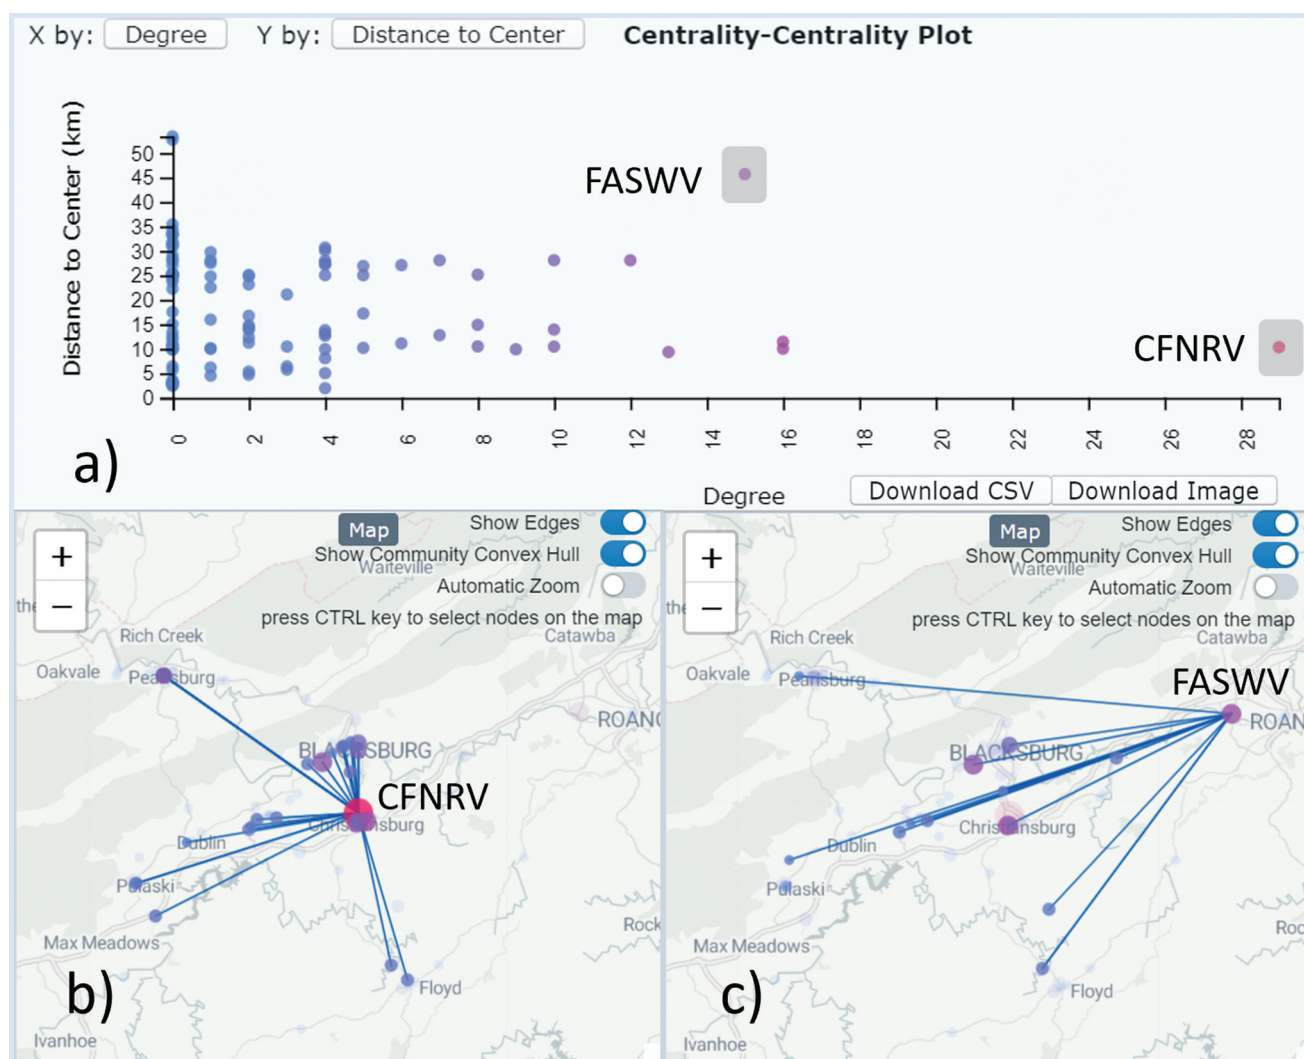 X by: Degree Y by: Distance to Center Centrality-Centrality Plot
Distance to Center (km)
50
45
40
35
30
25
20
15
10
5
0
FASWV
CFNRV
0 2 4 6 8 10 12 14 16 18 20 22 24 26 28
a)
Degree
Download CSV Download Image
+
−
Map
Show Edges
Show Community Convex Hull
Automatic Zoom
press CTRL key to select nodes on the map
Waiteville
the
Rich Creek
Catawba
Oakvale
Pearisburg
ROANO
BLACKSBURG
CFNRV
Christiansburg
Dublin
Pulaski
Rock
Max Meadows
b)
Floyd
Ivanhoe
+
−
Map
Show Edges
Show Community Convex Hull
Automatic Zoom
press CTRL key to select nodes on the map
Waiteville
the
Rich Creek
Catawba
Oakvale
Pearisburg
FASWV
ROAN
BLACKSBURG
Christiansburg
Dublin
Pulaski
Roc
Max Meadows
c)
Floyd
Ivanhoe